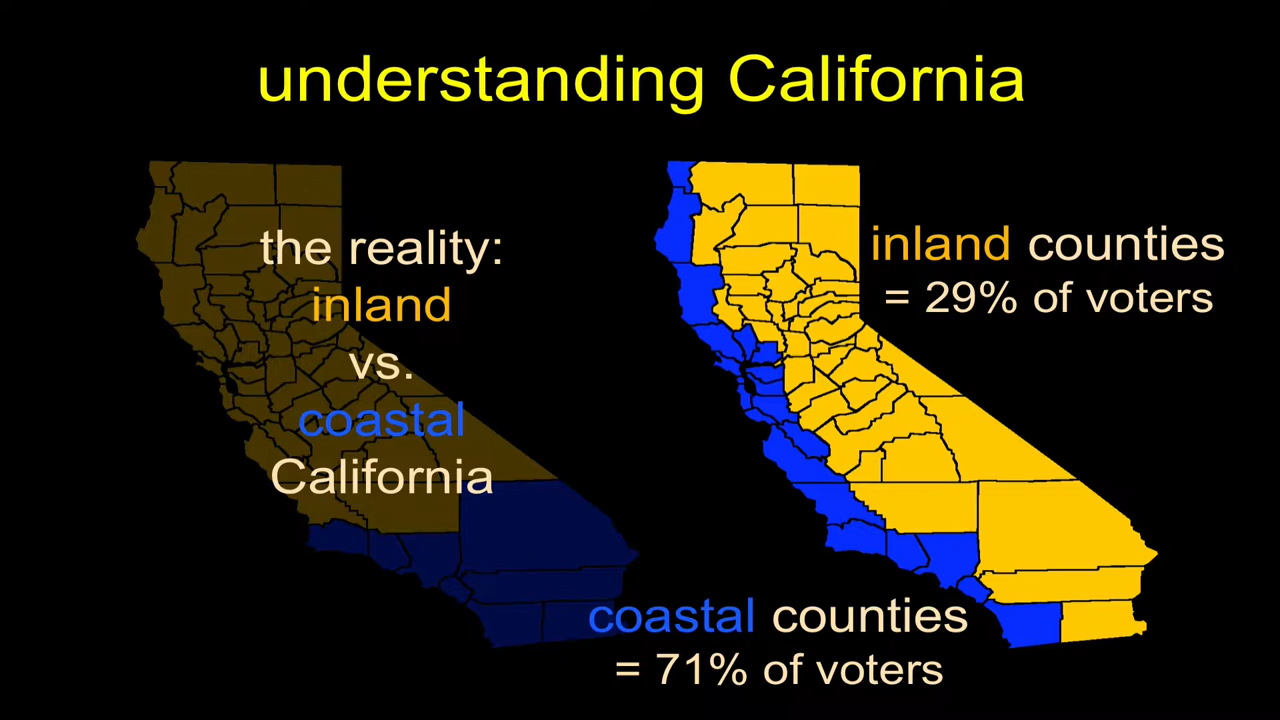 understanding California
the reality:
inland
vs.
coastal
California
inland counties
= 29% of voters
coastal counties
= 71% of voters